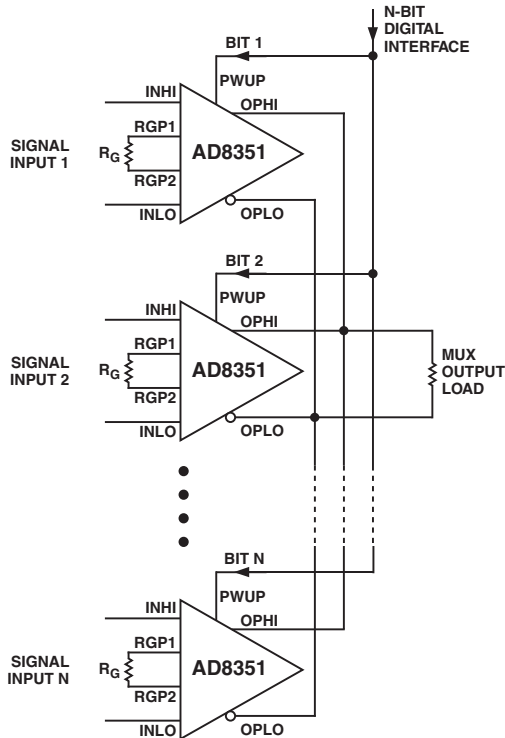 N-BIT
DIGITAL
INTERFACE
BIT 1
PWUP
INHI
OPHI
RGP1
SIGNAL
INPUT 1
RG
AD8351
RGP2
INLO
OPLO
BIT 2
PWUP
INHI
OPHI
RGP1
SIGNAL
INPUT 2
RG
AD8351
RGP2
INLO
OPLO
MUX
OUTPUT
LOAD
BIT N
PWUP
INHI
OPHI
RGP1
SIGNAL
INPUT N
RG
AD8351
RGP2
INLO
OPLO